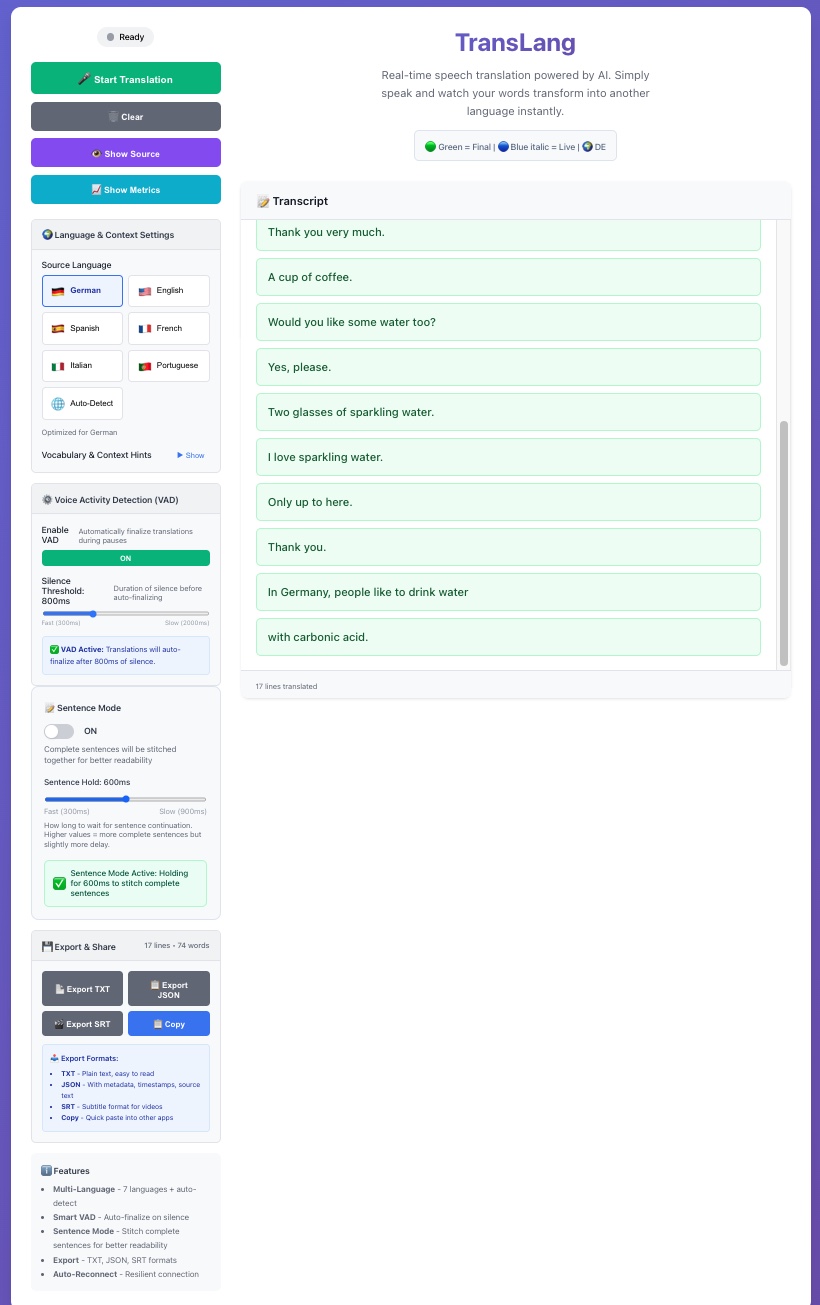 Ready
Start Translation
Clear
Show Source
Show Metrics
Language & Context Settings
Source Language
German
English
Spanish
French
Italian
Portuguese
Auto-Detect
Optimized for German
Vocabulary & Context Hints
▶ Show
Voice Activity Detection (VAD)
Enable
VAD
Automatically finalize translations
during pauses
ON
Silence
Threshold:
800ms
Duration of silence before
auto-finalizing
Fast (300ms)
Slow (2000ms)
✅ VAD Active: Translations will auto-
finalize after 800ms of silence.
Sentence Mode
ON
Complete sentences will be stitched
together for better readability
Sentence Hold: 600ms
Fast (300ms)
Slow (900ms)
How long to wait for sentence continuation.
Higher values = more complete sentences but
slightly more delay.
✅ Sentence Mode Active: Holding
for 600ms to stitch complete
sentences
Export & Share
17 lines • 74 words
Export TXT
Export
JSON
Export SRT
Copy
Export Formats:
• TXT - Plain text, easy to read
• JSON - With metadata, timestamps, source
text
• SRT - Subtitle format for videos
• Copy - Quick paste into other apps
Features
• Multi-Language - 7 languages + auto-
detect
• Smart VAD - Auto-finalize on silence
• Sentence Mode - Stitch complete
sentences for better readability
• Export - TXT, JSON, SRT formats
• Auto-Reconnect - Resilient connection
TransLang
Real-time speech translation powered by AI. Simply
speak and watch your words transform into another
language instantly.
Green = Final | Blue italic = Live | DE
Transcript
Thank you very much.
A cup of coffee.
Would you like some water too?
Yes, please.
Two glasses of sparkling water.
I love sparkling water.
Only up to here.
Thank you.
In Germany, people like to drink water
with carbonic acid.
17 lines translated